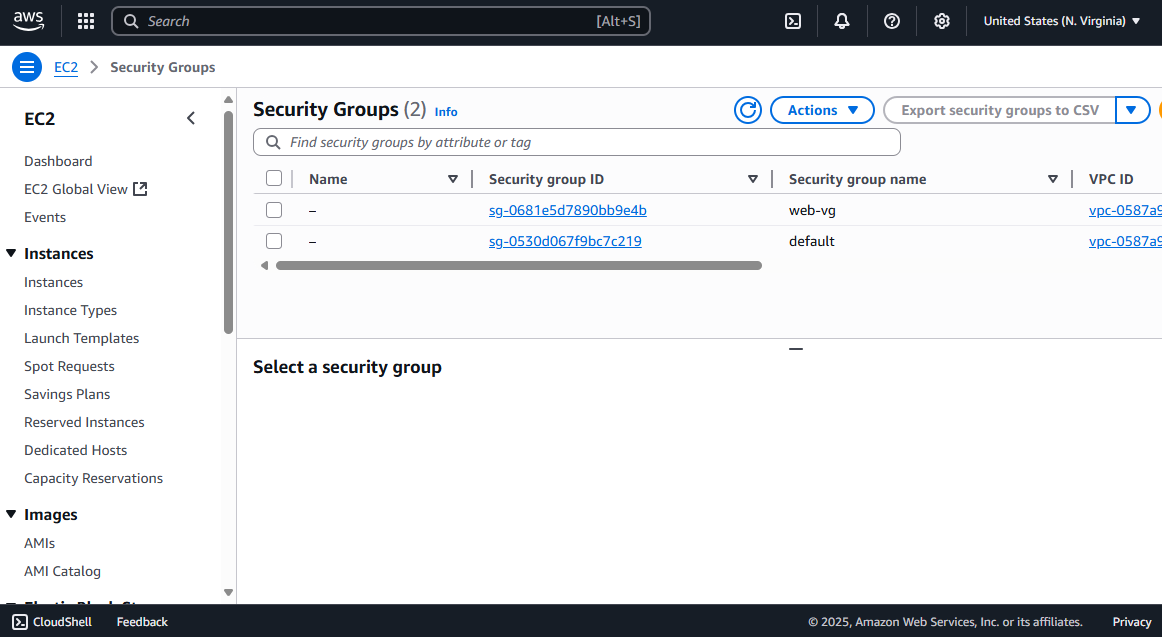 aws Search [Alt+S] United States (N. Virginia)
EC2 Security Groups
EC2
Dashboard
EC2 Global View
Events
Instances
Instances
Instance Types
Launch Templates
Spot Requests
Savings Plans
Reserved Instances
Dedicated Hosts
Capacity Reservations
Images
AMIs
AMI Catalog
Security Groups (2) Info Actions Export security groups to CSV
Find security groups by attribute or tag
Name Security group ID Security group name VPC ID
– sg-0681e5d7890bb9e4b web-vg vpc-0587a9
– sg-0530d067f9bc7c219 default vpc-0587a9
Select a security group
CloudShell Feedback © 2025, Amazon Web Services, Inc. or its affiliates. Privacy